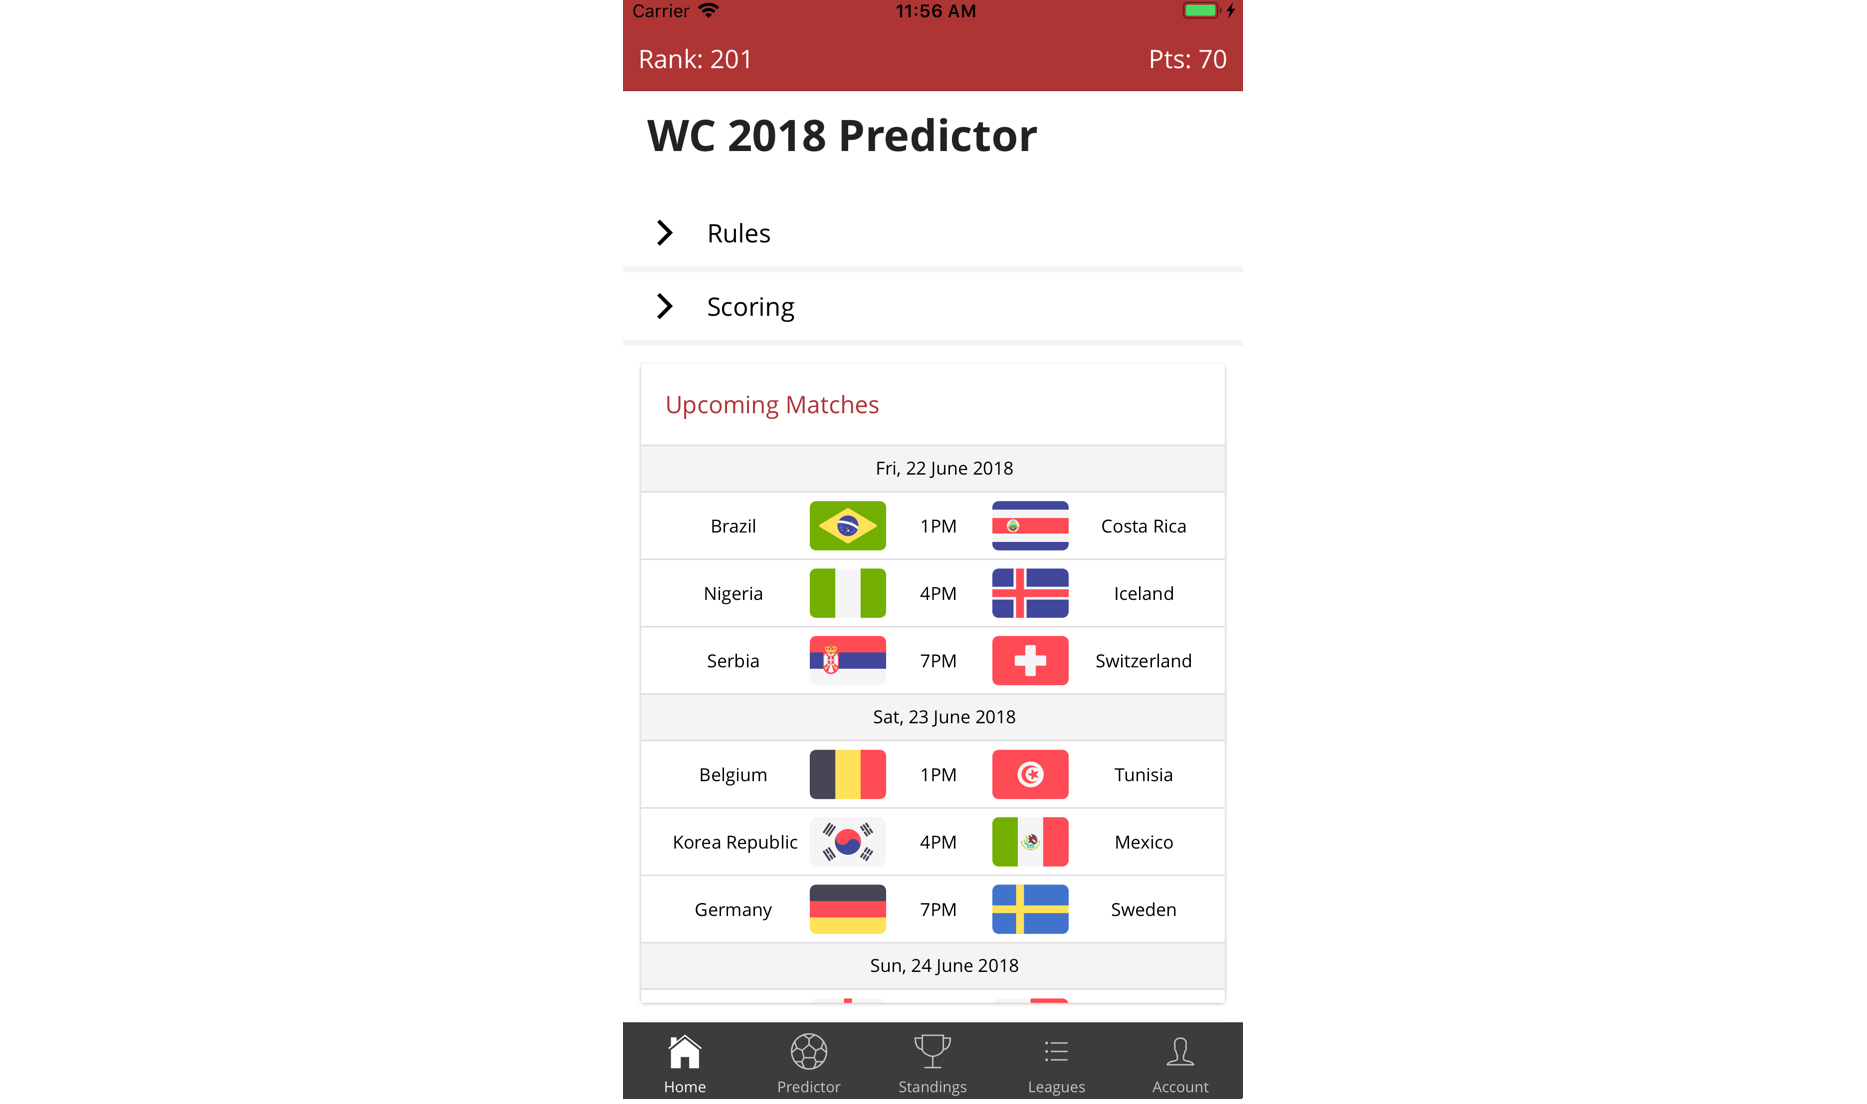 Carrier 11:56 AM
Rank: 201 Pts: 70
WC 2018 Predictor
Rules
Scoring
Upcoming Matches
Fri, 22 June 2018
Brazil 1PM Costa Rica
Nigeria 4PM Iceland
Serbia 7PM Switzerland
Sat, 23 June 2018
Belgium 1PM Tunisia
Korea Republic 4PM Mexico
Germany 7PM Sweden
Sun, 24 June 2018
Home Predictor Standings Leagues Account